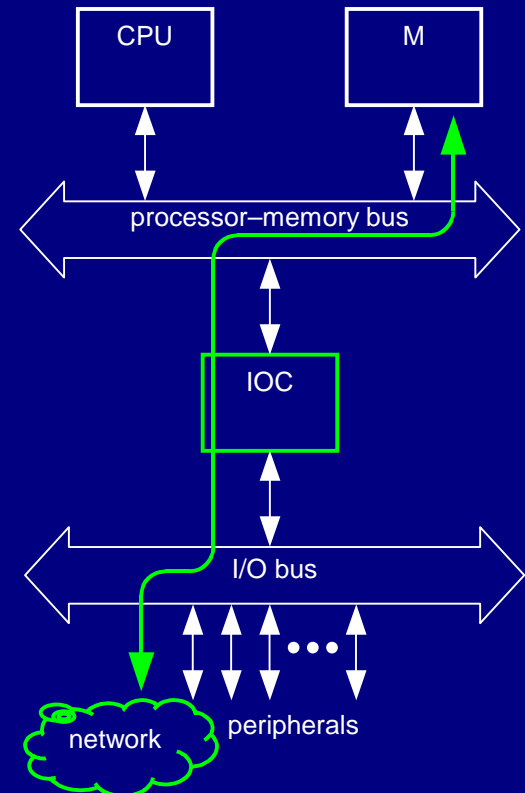 CPU
M
processor–memory bus
IOC
I/O bus
peripherals
network